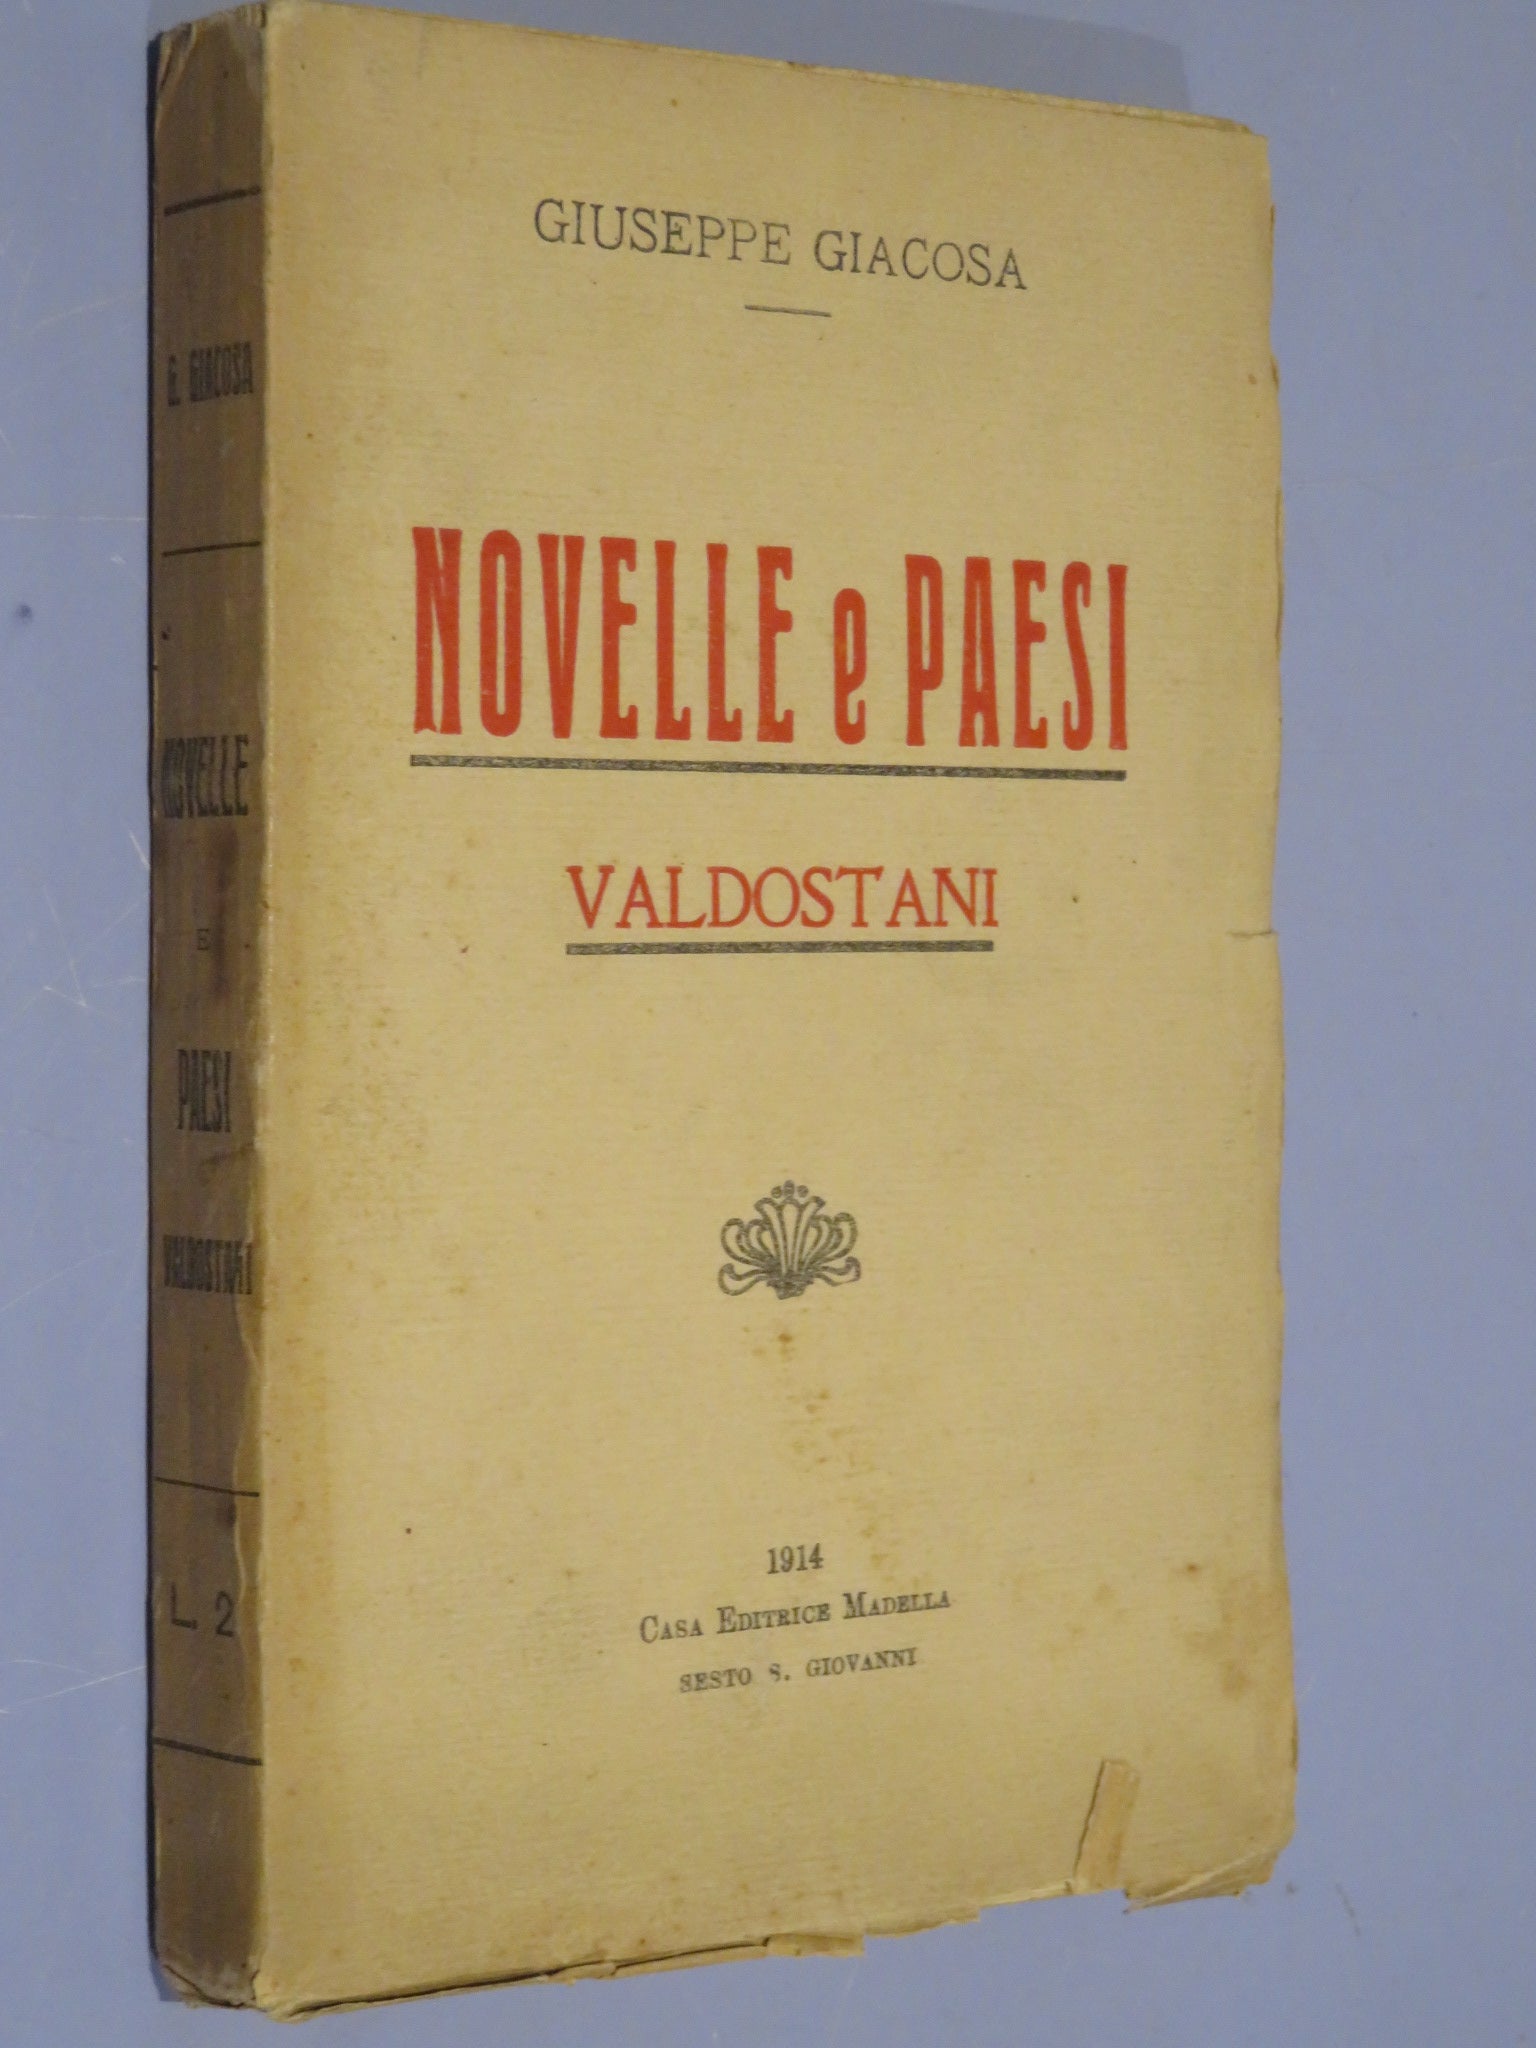 GIUSEPPE GIACOSA
NOVELLE e PAESI
VALDOSTANI
1914
CASA EDITRICE MADELLA
SESTO S. GIOVANNI
G. GIACOSA
NOVELLE
E
PAESI
VALDOSTANI
L. 2